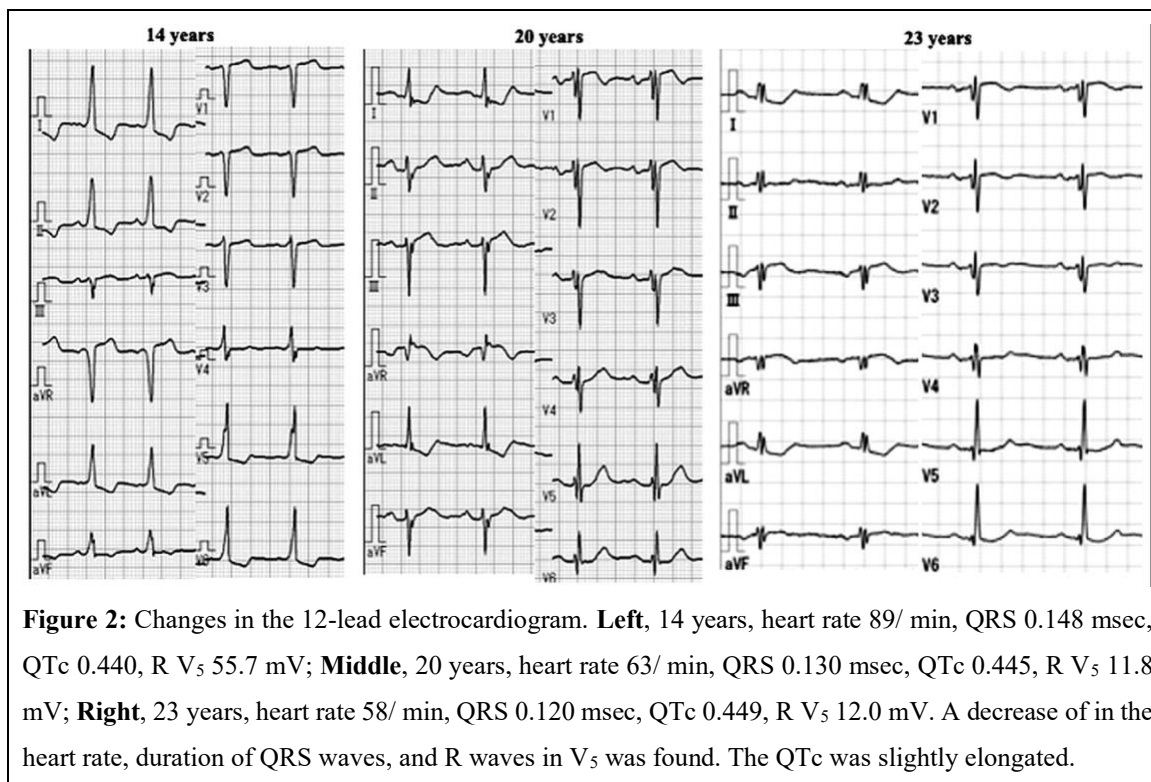 14 years
20 years
23 years
I
II
III
aVR
aVL
aVF
V1
V2
V3
V4
V5
V6
I
II
III
aVR
aVL
aVF
V1
V2
V3
V4
V5
V6
I
II
III
aVR
aVL
aVF
V1
V2
V3
V4
V5
V6
Figure 2: Changes in the 12-lead electrocardiogram. Left, 14 years, heart rate 89/ min, QRS 0.148 msec,
QTc 0.440, R V₅ 55.7 mV; Middle, 20 years, heart rate 63/ min, QRS 0.130 msec, QTc 0.445, R V₅ 11.8
mV; Right, 23 years, heart rate 58/ min, QRS 0.120 msec, QTc 0.449, R V₅ 12.0 mV. A decrease of in the
heart rate, duration of QRS waves, and R waves in V₅ was found. The QTc was slightly elongated.